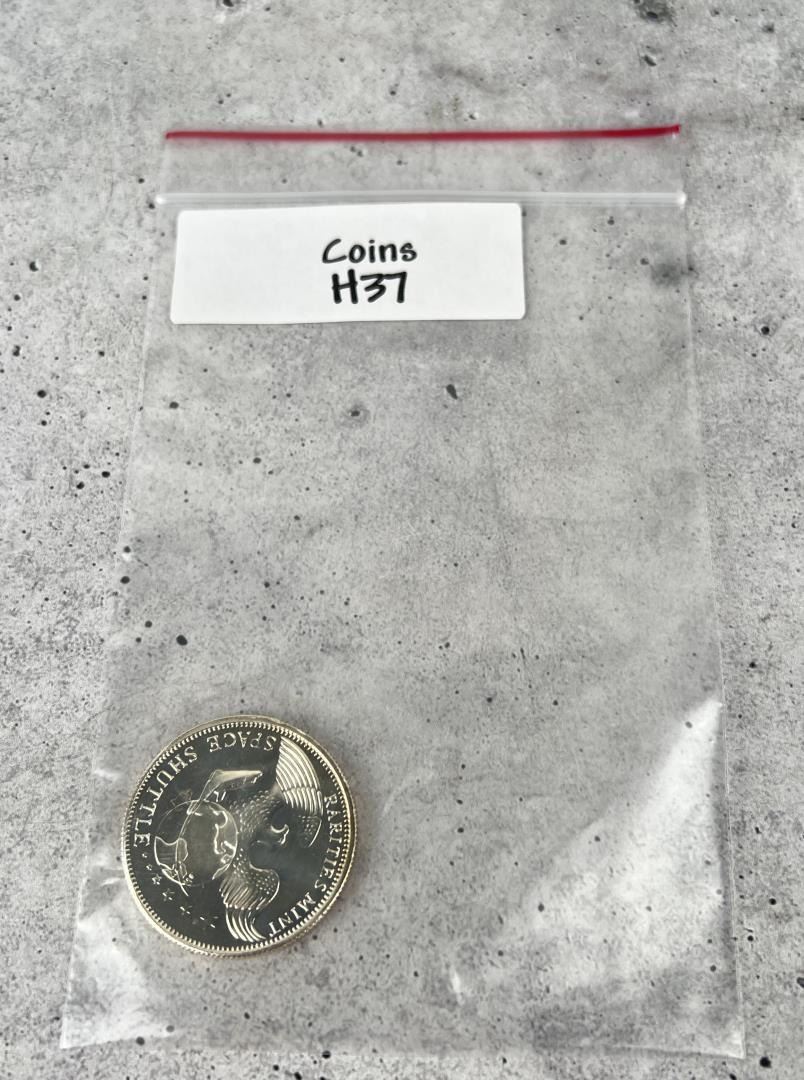 Coins
H37
SPACE SHUTTLE
RARITIES MINT